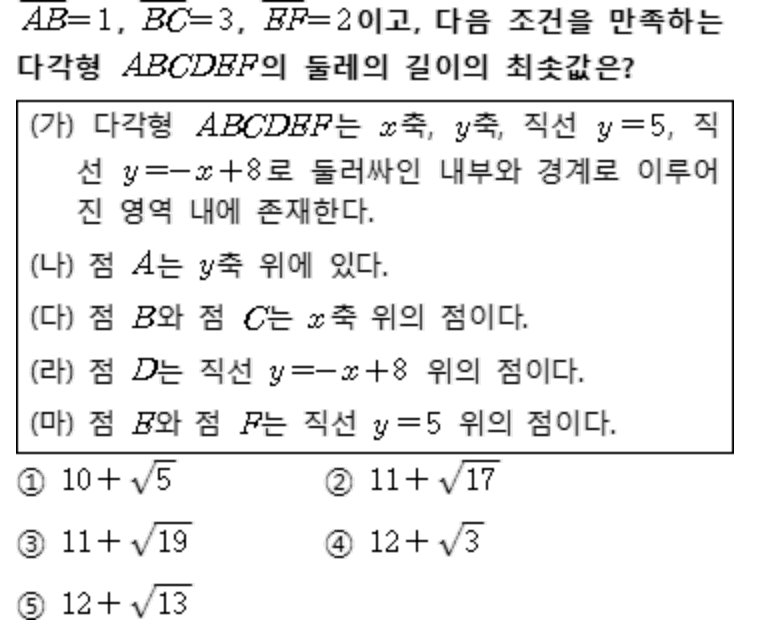 AB=1, BC=3, EF=2이고, 다음 조건을 만족하는
다각형 ABCDEF의 둘레의 길이의 최솟값은?
(가) 다각형 ABCDEF는 x축, y축, 직선 y=5, 직
선 y=-x+8로 둘러싸인 내부와 경계로 이루어
진 영역 내에 존재한다.
(나) 점 A는 y축 위에 있다.
(다) 점 B와 점 C는 x축 위의 점이다.
(라) 점 D는 직선 y=-x+8 위의 점이다.
(마) 점 E와 점 F는 직선 y=5 위의 점이다.
① 10+√5 ② 11+√17
③ 11+√19 ④ 12+√3
⑤ 12+√13